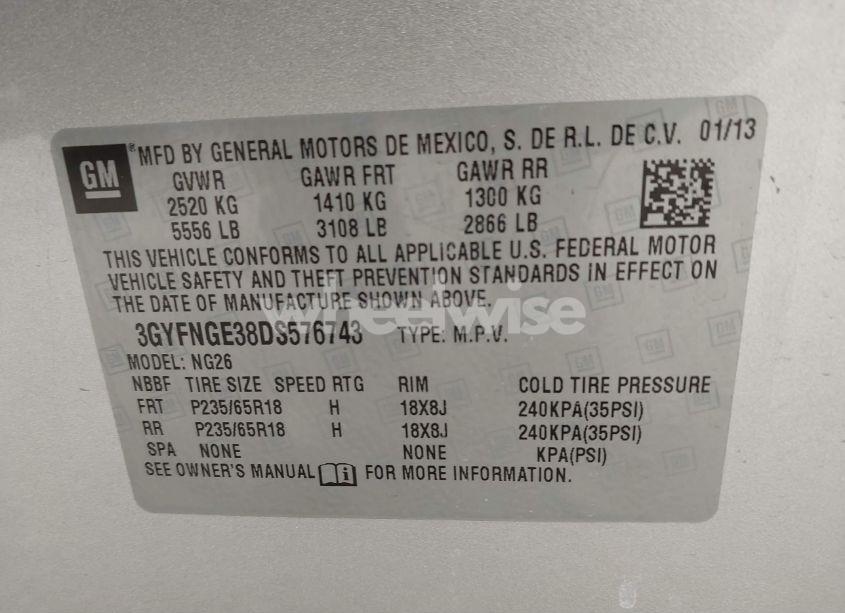 GM ® MFD BY GENERAL MOTORS DE MEXICO, S. DE R.L. DE C.V. 01/13
GVWR GAWR FRT GAWR RR
2520 KG 1410 KG 1300 KG
5556 LB 3108 LB 2866 LB
THIS VEHICLE CONFORMS TO ALL APPLICABLE U.S. FEDERAL MOTOR
VEHICLE SAFETY AND THEFT PREVENTION STANDARDS IN EFFECT ON
THE DATE OF MANUFACTURE SHOWN ABOVE.
wheelwise
3GYFNGE38DS576743 TYPE: M.P.V.
MODEL: NG26
NBBF TIRE SIZE SPEED RTG RIM COLD TIRE PRESSURE
FRT P235/65R18 H 18X8J 240KPA(35PSI)
RR P235/65R18 H 18X8J 240KPA(35PSI)
SPA NONE NONE KPA(PSI)
SEE OWNER'S MANUAL FOR MORE INFORMATION.